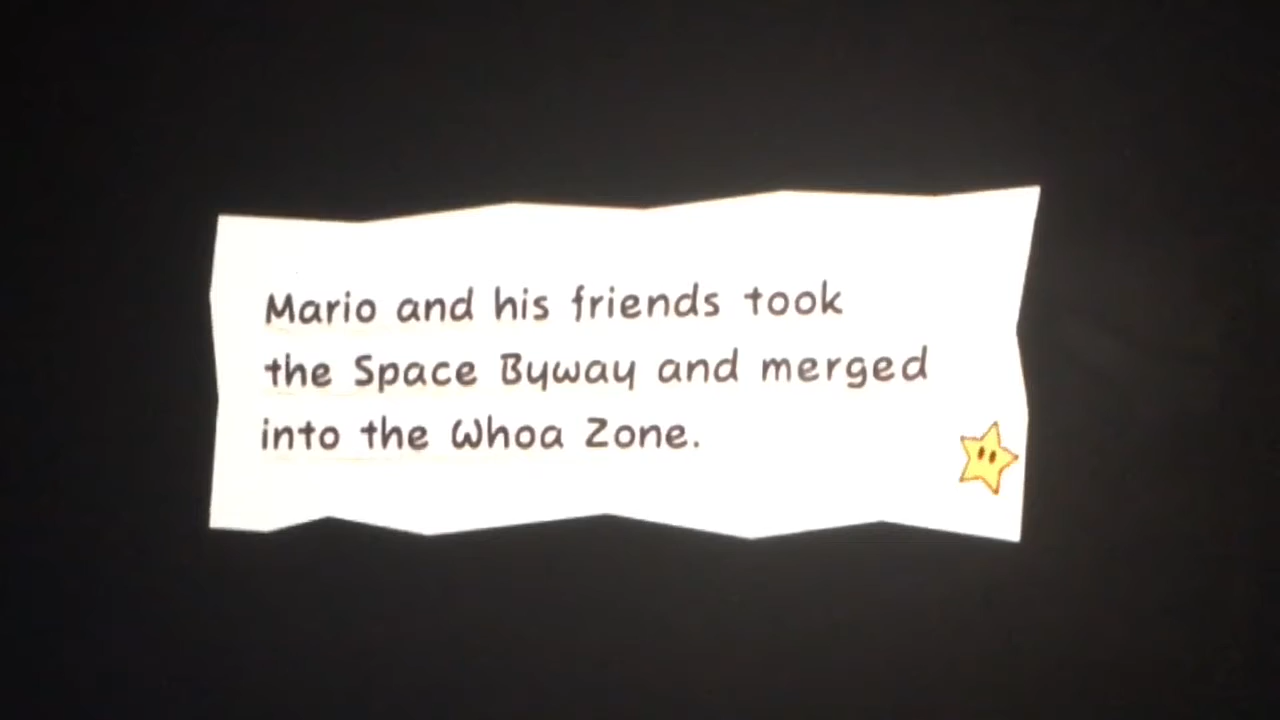 Mario and his friends took
the Space Byway and merged
into the Whoa Zone.